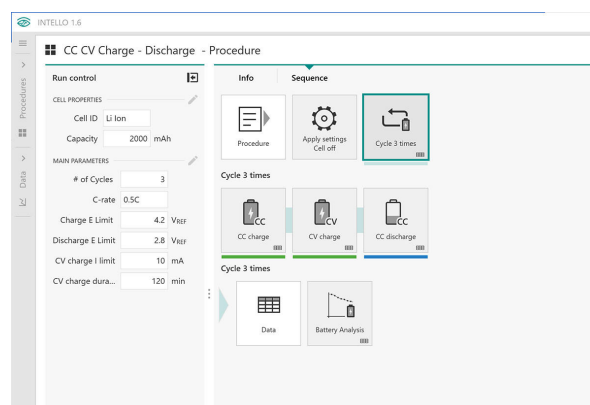 INTELLO 1.6
CC CV Charge - Discharge - Procedure
Procedures
Data
Run control
CELL PROPERTIES
Cell ID Li Ion
Capacity 2000 mAh
MAIN PARAMETERS
# of Cycles 3
C-rate 0.5C
Charge E Limit 4.2 VREF
Discharge E Limit 2.8 VREF
CV charge I limit 10 mA
CV charge dura... 120 min
Info Sequence
Procedure
Apply settings
Cell off
Cycle 3 times
Cycle 3 times
CC
CC charge
CV
CV charge
CC
CC discharge
Cycle 3 times
Data
Battery Analysis